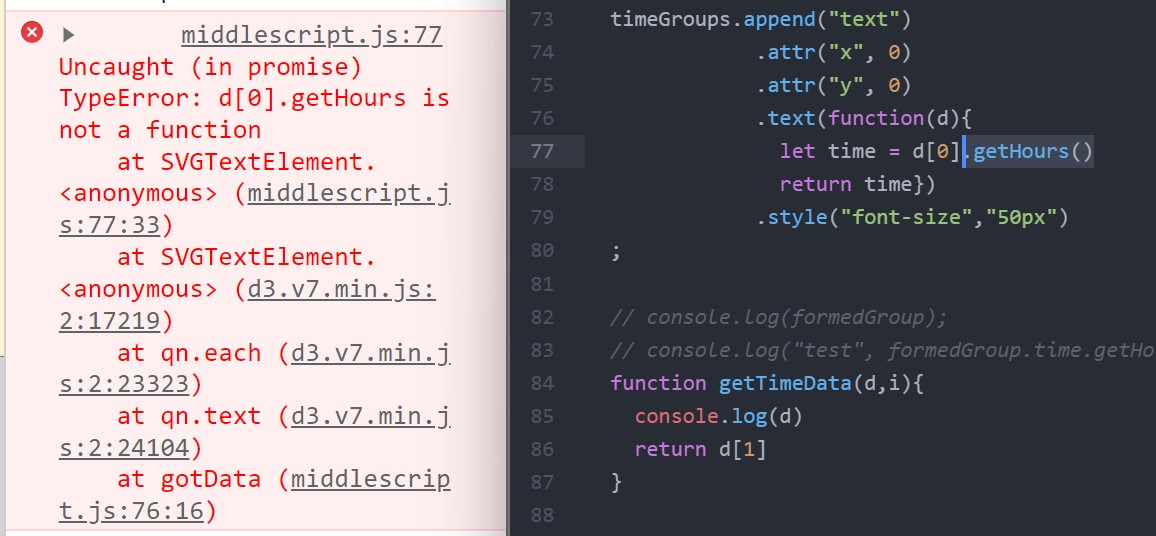 middlescript.js:77
Uncaught (in promise)
TypeError: d[0].getHours is
not a function
at SVGTextElement.
<anonymous> (middlescript.j
s:77:33)
at SVGTextElement.
<anonymous> (d3.v7.min.js:
2:17219)
at qn.each (d3.v7.min.j
s:2:23323)
at qn.text (d3.v7.min.j
s:2:24104)
at gotData (middlescrip
t.js:76:16)
73 timeGroups.append("text")
74 .attr("x", 0)
75 .attr("y", 0)
76 .text(function(d){
77 let time = d[0].getHours()
78 return time})
79 .style("font-size","50px")
80 ;
81
82 // console.log(formedGroup);
83 // console.log("test", formedGroup.time.getHo
84 function getTimeData(d,i){
85 console.log(d)
86 return d[1]
87 }
88